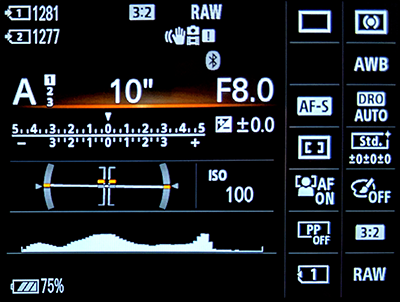 1 1281 3:2 RAW
2 1277
AWB
A 1 2 3 10" F8.0
AF-S DRO AUTO
5..4..3..2..1..0..1..2..3..4..5 ±0.0
− 3 2 1 0 1 2 3 +
Std. ±0±0±0
ISO 100
AF ON OFF
PP OFF 3:2
75% 1 RAW